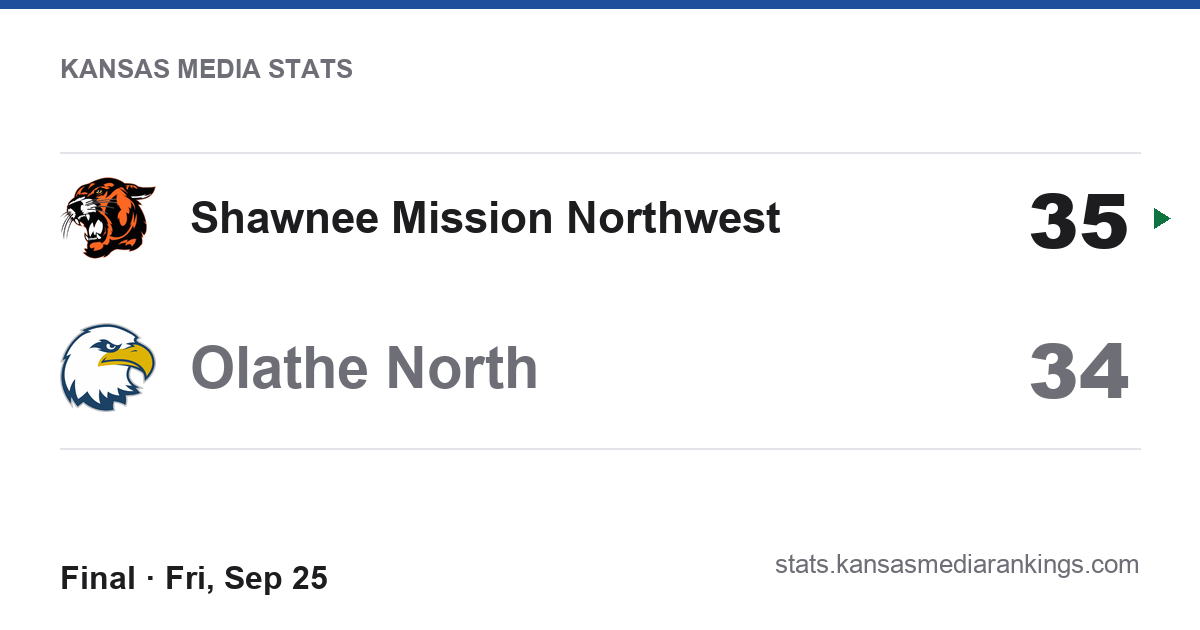 KANSAS MEDIA STATS
Shawnee Mission Northwest 35
Olathe North 34
Final · Fri, Sep 25
stats.kansasmediarankings.com